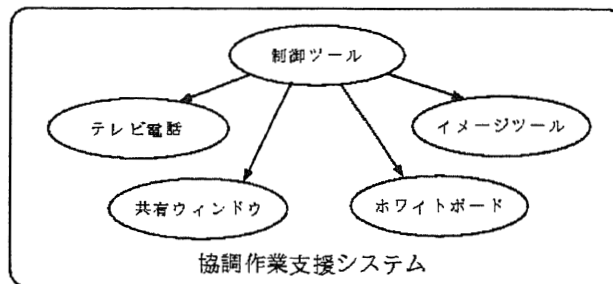 制御ツール
テレビ電話
イメージツール
共有ウィンドウ
ホワイトボード
協調作業支援システム